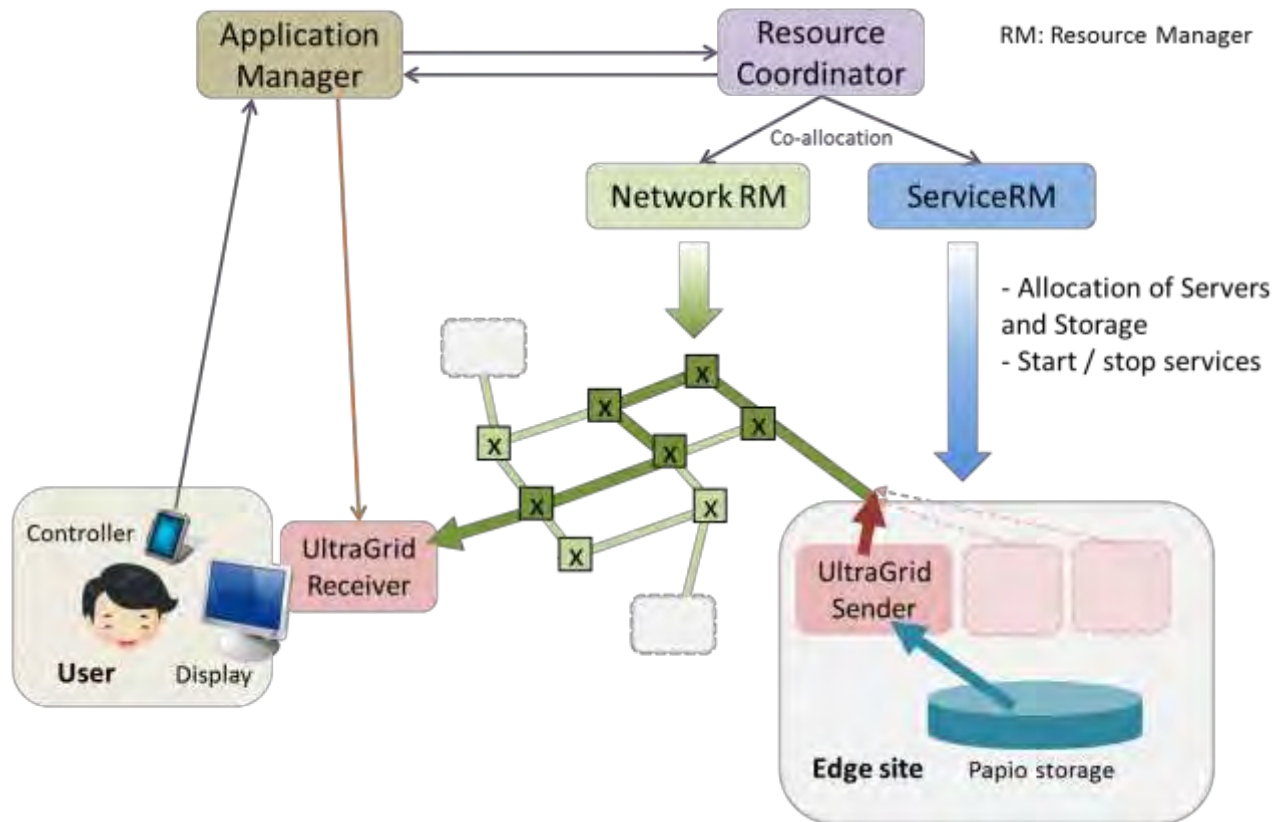 Application
Manager
Resource
Coordinator
RM: Resource Manager
Co-allocation
Network RM
ServiceRM
- Allocation of Servers
and Storage
- Start / stop services
X
X
X
X
X
X
X
X
Controller
UltraGrid
Receiver
User
Display
UltraGrid
Sender
Edge site
Papio storage